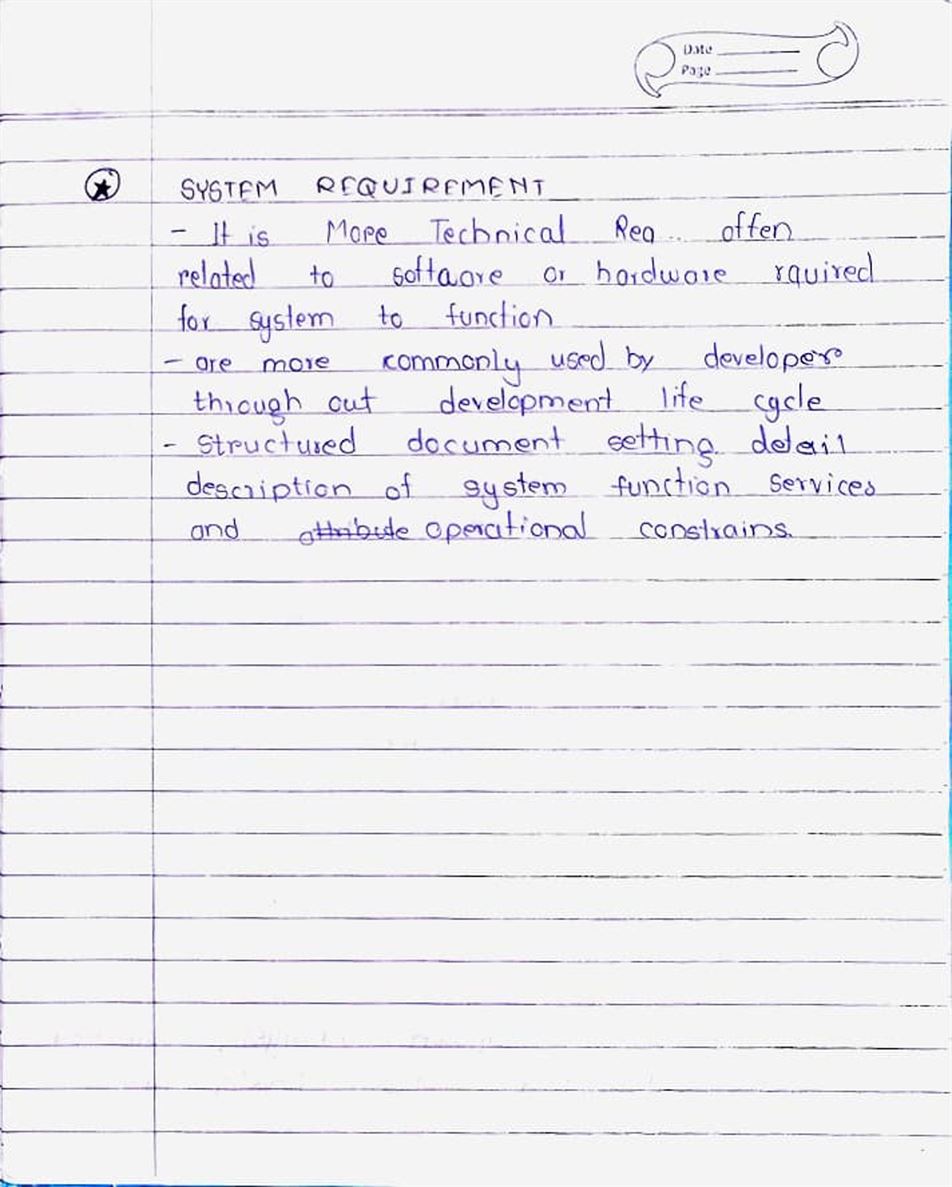 Date
Page
SYSTEM REQUIREMENT
- It is More Technical Req.. offen
related to softaare or hardware rquired
for system to function
- are more commonly used by developers
through out development life cycle
- Structured document setting detail
description of system function services
and attribute operational constrains.